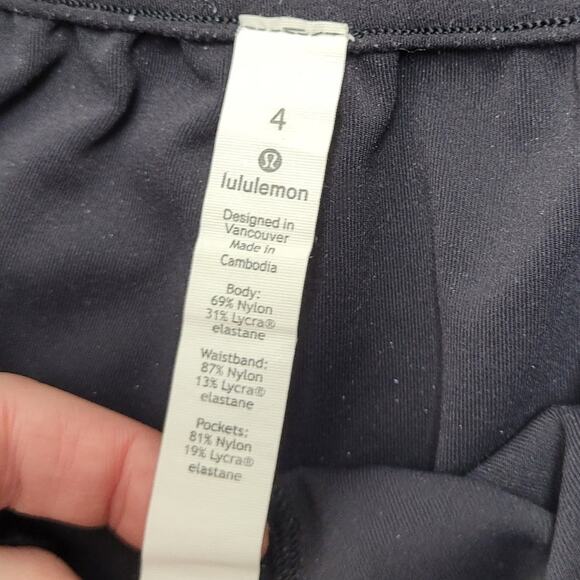 4
lululemon
Designed in
Vancouver
Made in
Cambodia
Body:
69% Nylon
31% Lycra®
elastane
Waistband:
87% Nylon
13% Lycra®
elastane
Pockets:
81% Nylon
19% Lycra®
elastane